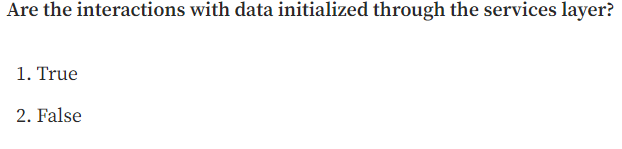 Are the interactions with data initialized through the services layer?
1. True
2. False